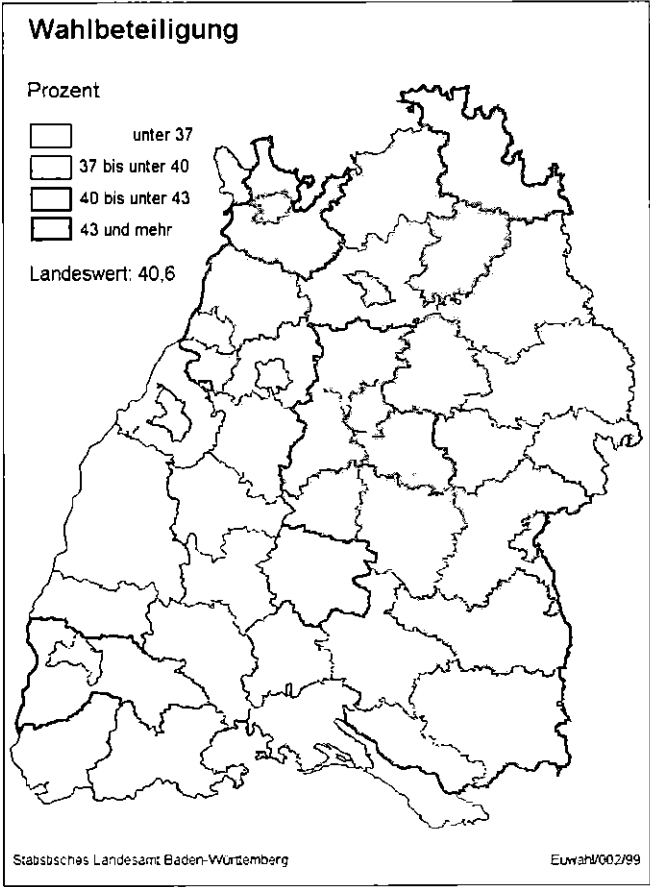 Wahlbeteiligung
Prozent
unter 37
37 bis unter 40
40 bis unter 43
43 und mehr
Landeswert: 40,6
Statistisches Landesamt Baden-Württemberg
Euwahl/002/99